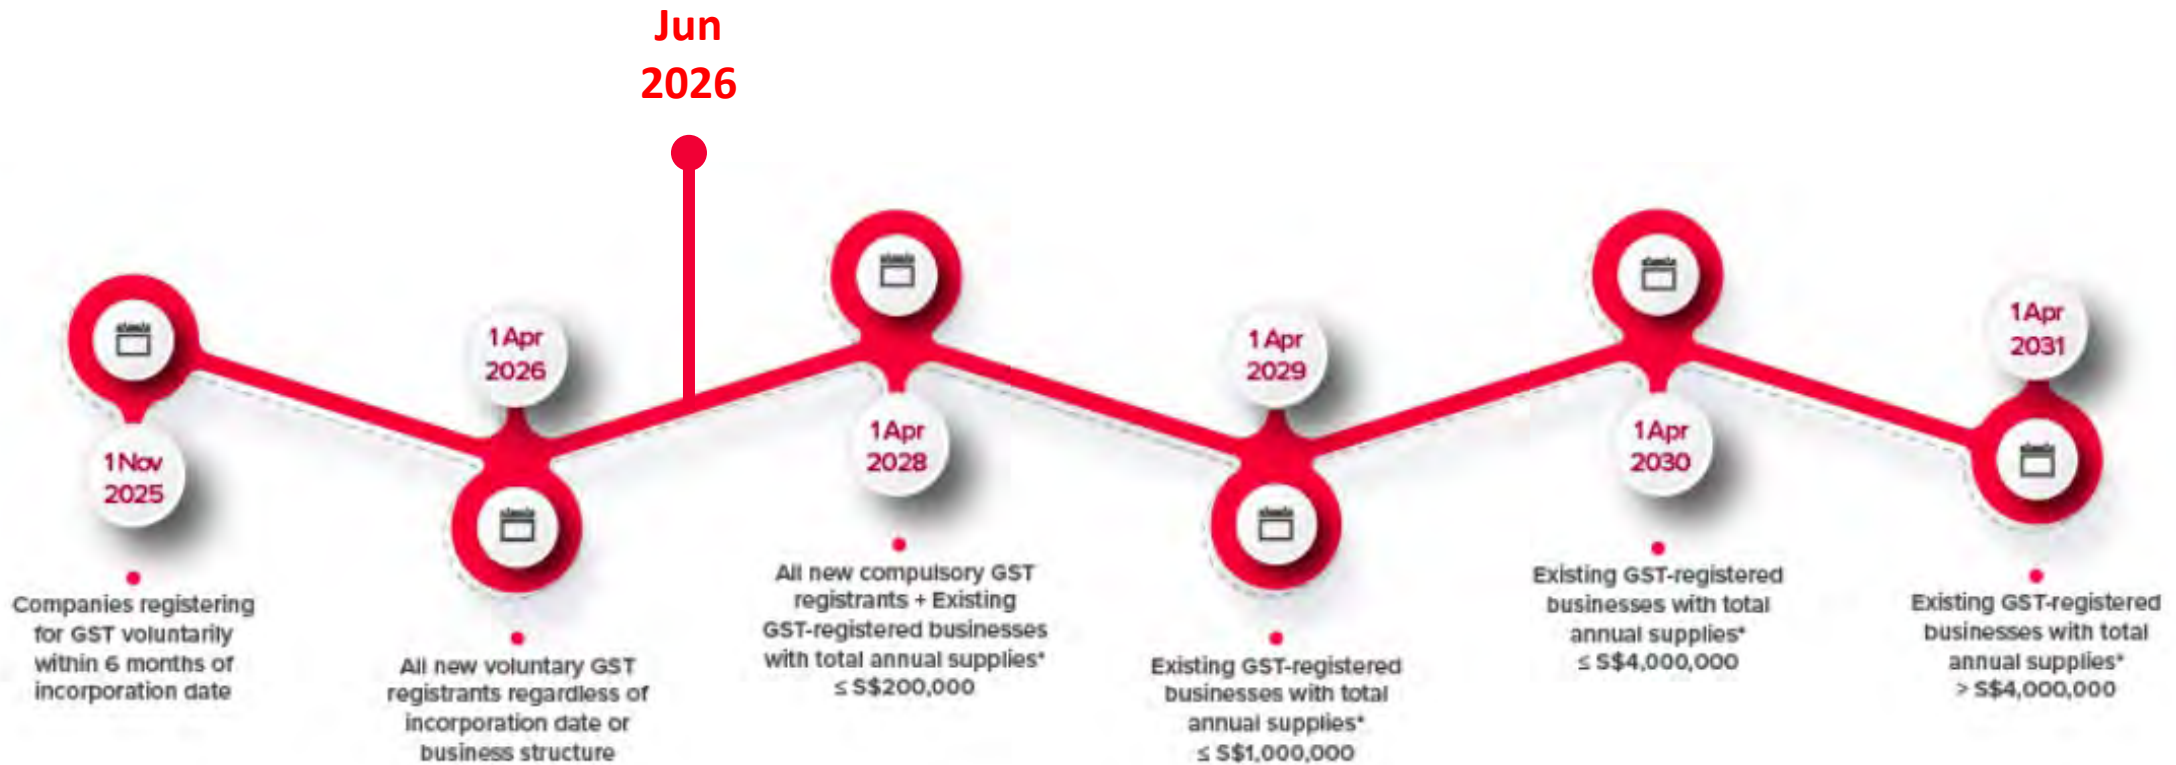 Jun
2026
1 Nov
2025
Companies registering
for GST voluntarily
within 6 months of
incorporation date
1 Apr
2026
All new voluntary GST
registrants regardless of
incorporation date or
business structure
1 Apr
2028
All new compulsory GST
registrants + Existing
GST-registered businesses
with total annual supplies*
≤ S$200,000
1 Apr
2029
Existing GST-registered
businesses with total
annual supplies*
≤ S$1,000,000
1 Apr
2030
Existing GST-registered
businesses with total
annual supplies*
≤ S$4,000,000
1 Apr
2031
Existing GST-registered
businesses with total
annual supplies*
> S$4,000,000